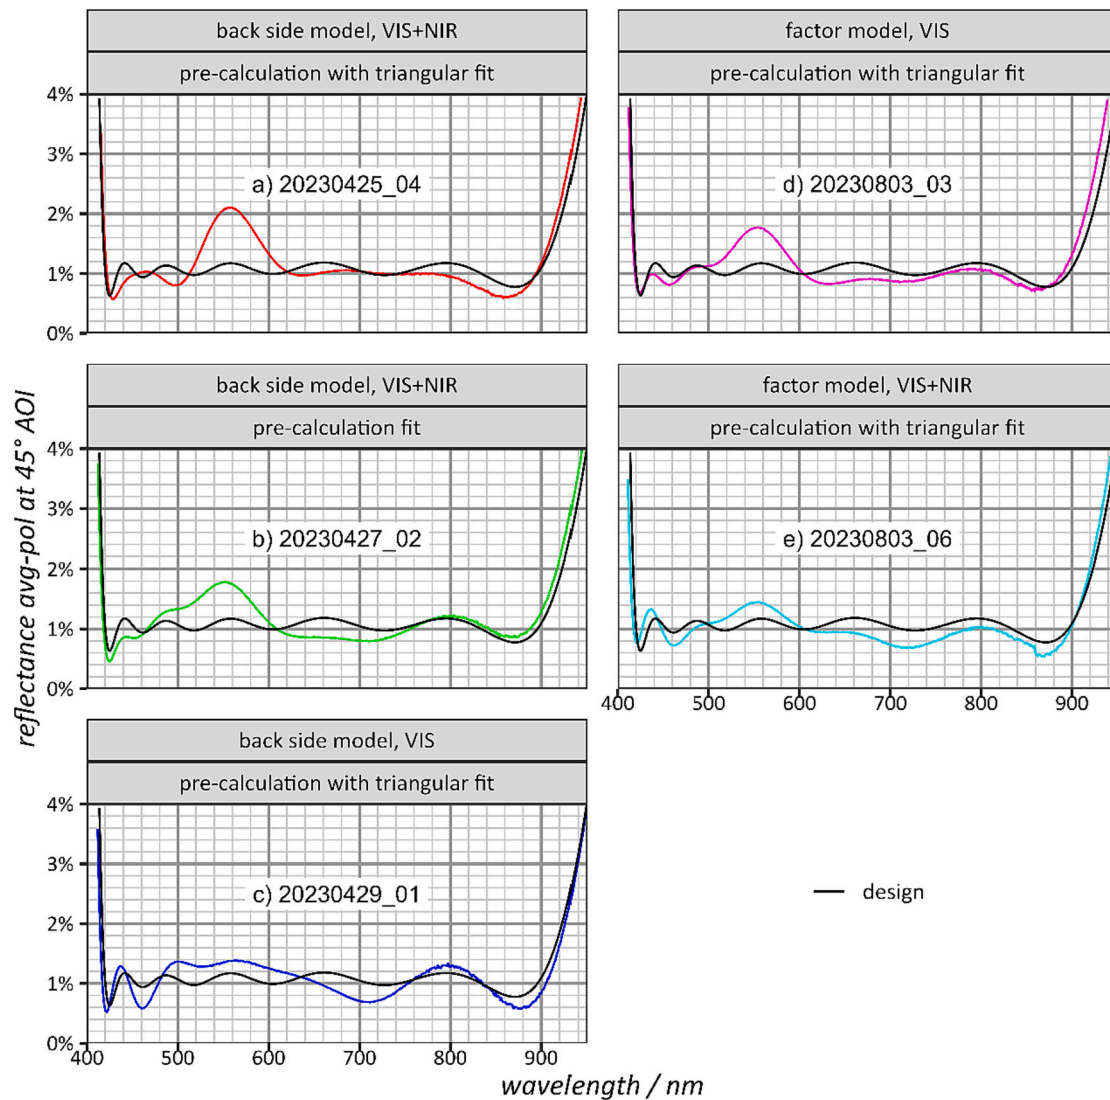 back side model, VIS+NIR
pre-calculation with triangular fit
4%
3%
2%
1%
0%
a) 20230425_04
factor model, VIS
pre-calculation with triangular fit
d) 20230803_03
back side model, VIS+NIR
pre-calculation fit
4%
3%
2%
1%
0%
b) 20230427_02
factor model, VIS+NIR
pre-calculation with triangular fit
e) 20230803_06
400 500 600 700 800 900
back side model, VIS
pre-calculation with triangular fit
4%
3%
2%
1%
0%
c) 20230429_01
400 500 600 700 800 900
design
reflectance avg-pol at 45° AOI
wavelength / nm